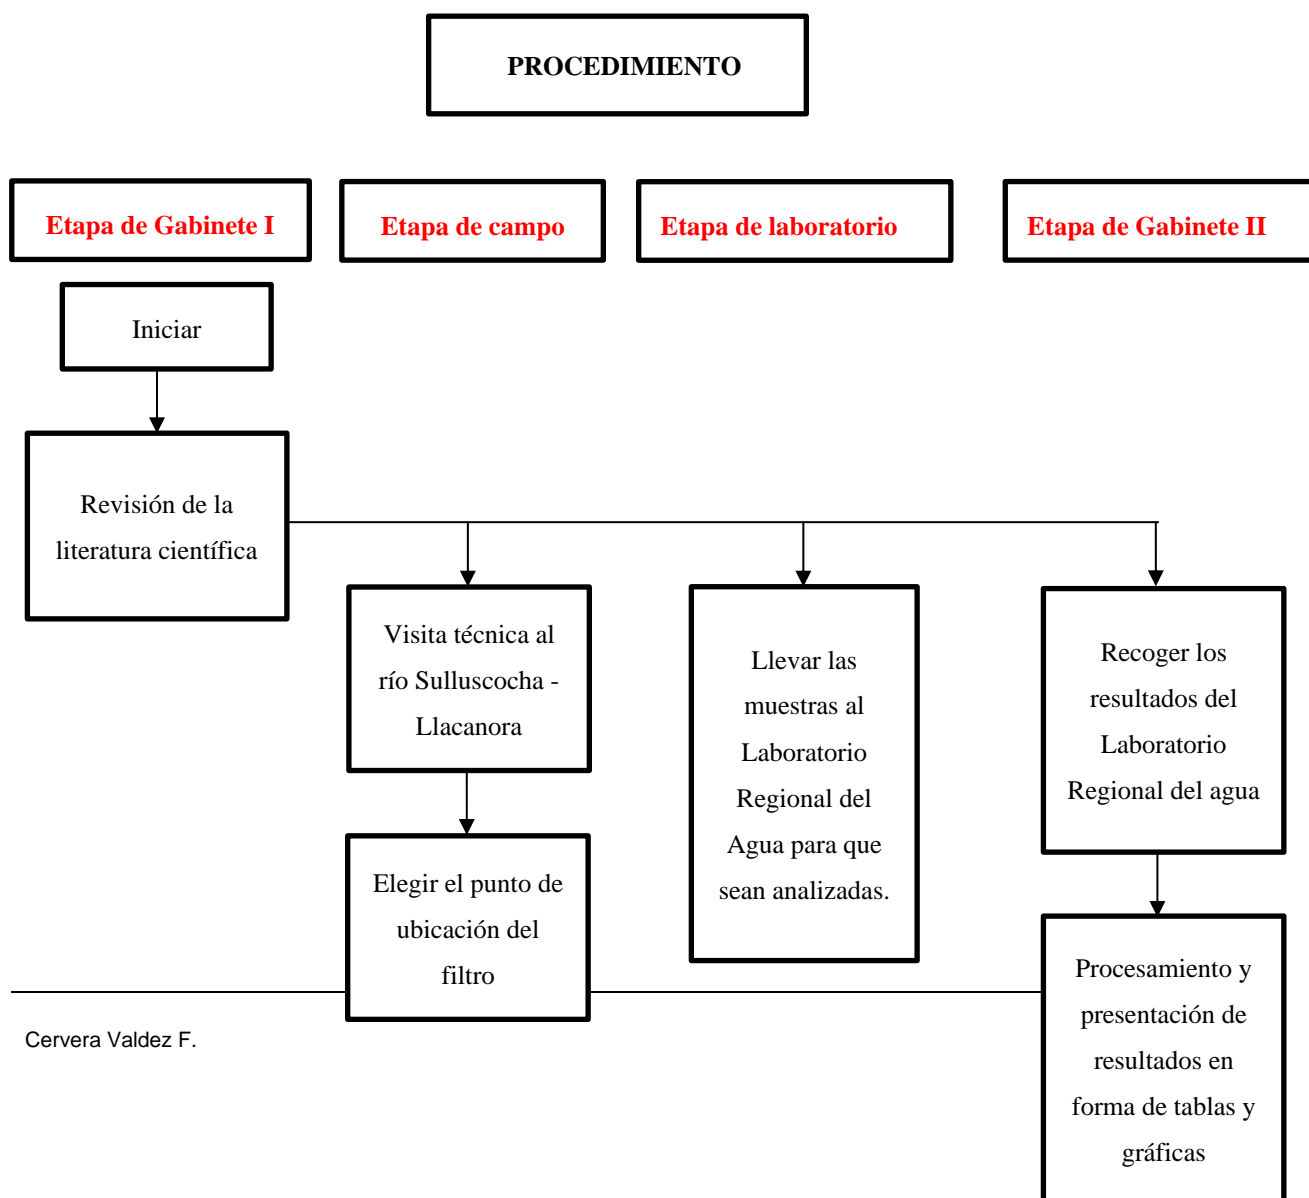 PROCEDIMIENTO
Etapa de Gabinete I
Etapa de campo
Etapa de laboratorio
Etapa de Gabinete II
Iniciar
Revisión de la
literatura científica
Visita técnica al
río Sulluscocha -
Llacanora
Elegir el punto de
ubicación del
filtro
Llevar las
muestras al
Laboratorio
Regional del
Agua para que
sean analizadas.
Recoger los
resultados del
Laboratorio
Regional del agua
Procesamiento y
presentación de
resultados en
forma de tablas y
gráficas
Cervera Valdez F.